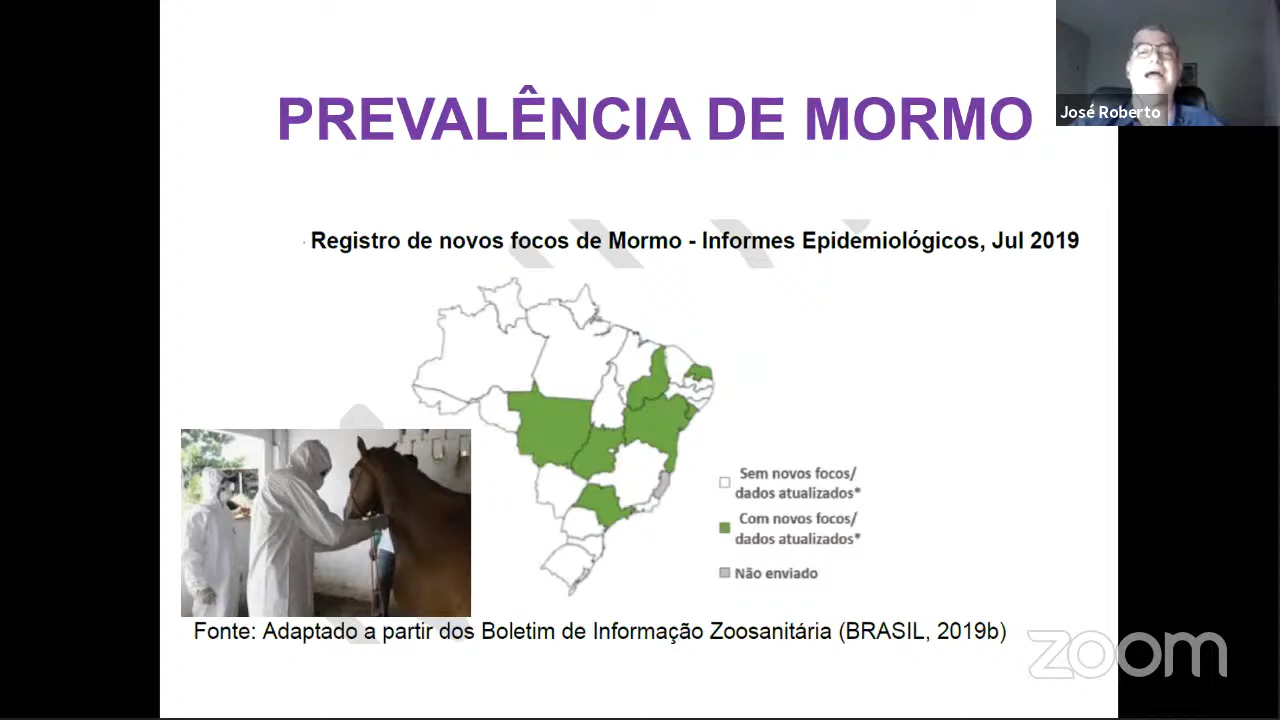 PREVALÊNCIA DE MORMO
José Roberto
Registro de novos focos de Mormo - Informes Epidemiológicos, Jul 2019
Sem novos focos/
dados atualizados*
Com novos focos/
dados atualizados*
Não enviado
Fonte: Adaptado a partir dos Boletim de Informação Zoosanitária (BRASIL, 2019b)
zoom